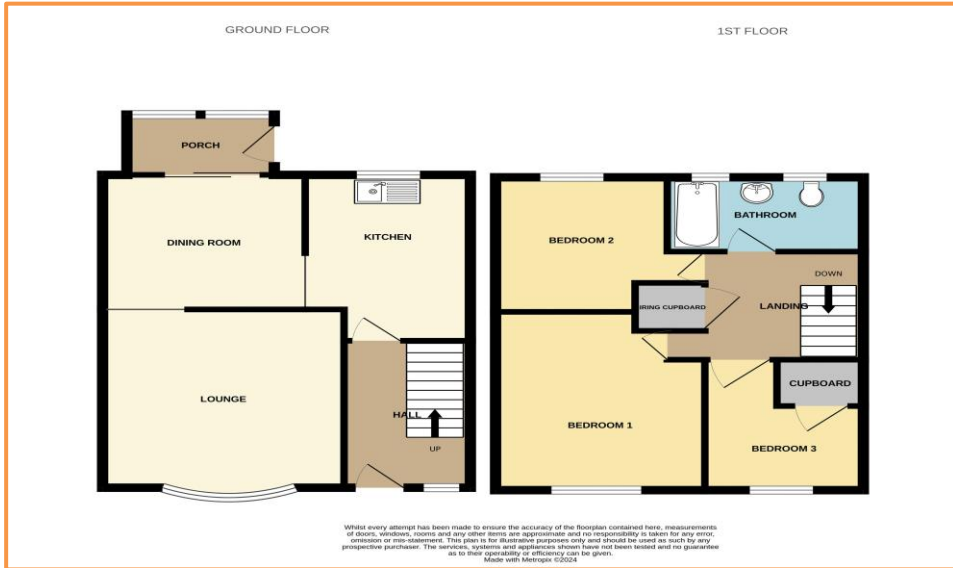 GROUND FLOOR
PORCH
DINING ROOM
KITCHEN
LOUNGE
HALL
UP
1ST FLOOR
BEDROOM 2
BATHROOM
DOWN
LANDING
IRING CUPBOARD
BEDROOM 1
CUPBOARD
BEDROOM 3
Whilst every attempt has been made to ensure the accuracy of the floorplan contained here, measurements
of doors, windows, rooms and any other items are approximate and no responsibility is taken for any error,
omission or mis-statement. This plan is for illustrative purposes only and should be used as such by any
prospective purchaser. The services, systems and appliances shown have not been tested and no guarantee
as to their operability or efficiency can be given.
Made with Metropix ©2024